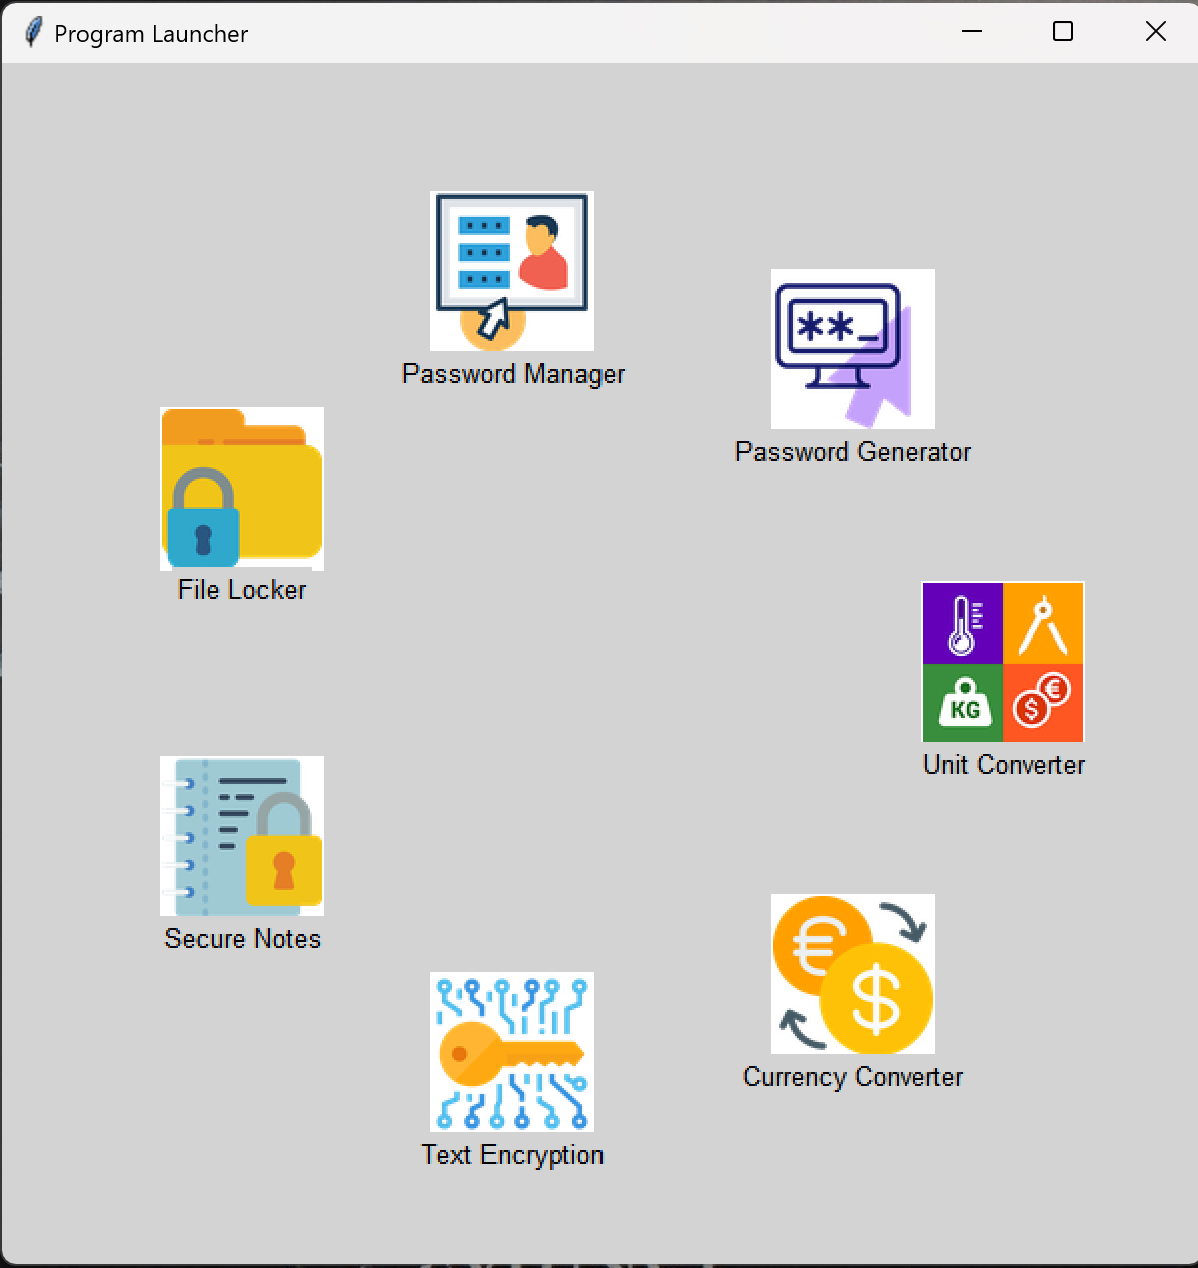 Program Launcher
Password Manager
**_
Password Generator
File Locker
KG
$ €
Unit Converter
Secure Notes
€
$
Currency Converter
Text Encryption